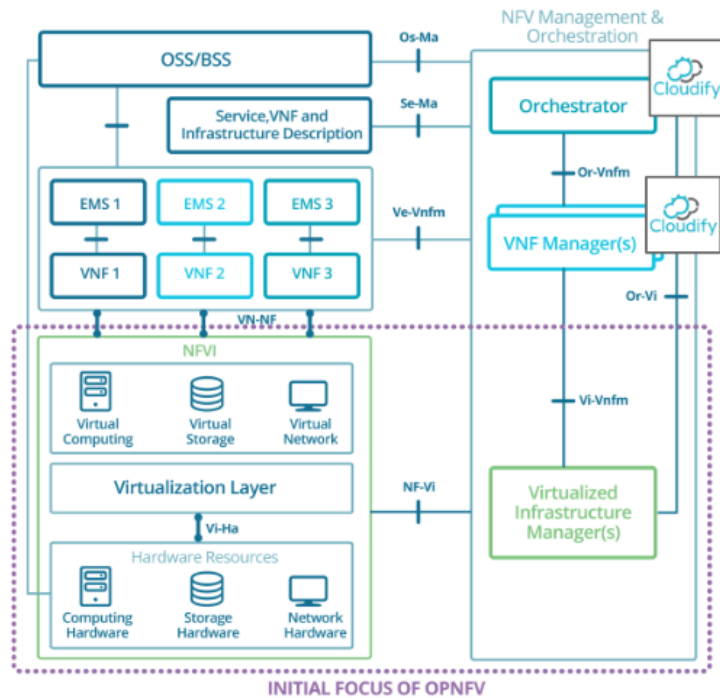 NFV Management &
Orchestration
Os-Ma
OSS/BSS
Cloudify
Se-Ma
Orchestrator
Service,VNF and
Infrastructure Description
Or-Vnfm
EMS 1
EMS 2
EMS 3
Ve-Vnfm
VNF Manager(s)
Cloudify
VNF 1
VNF 2
VNF 3
Or-Vi
VN-NF
NFVI
Virtual
Computing
Virtual
Storage
Virtual
Network
Vi-Vnfm
Virtualization Layer
NF-Vi
Virtualized
Infrastructure
Manager(s)
Vi-Ha
Hardware Resources
Computing
Hardware
Storage
Hardware
Network
Hardware
INITIAL FOCUS OF OPNFV